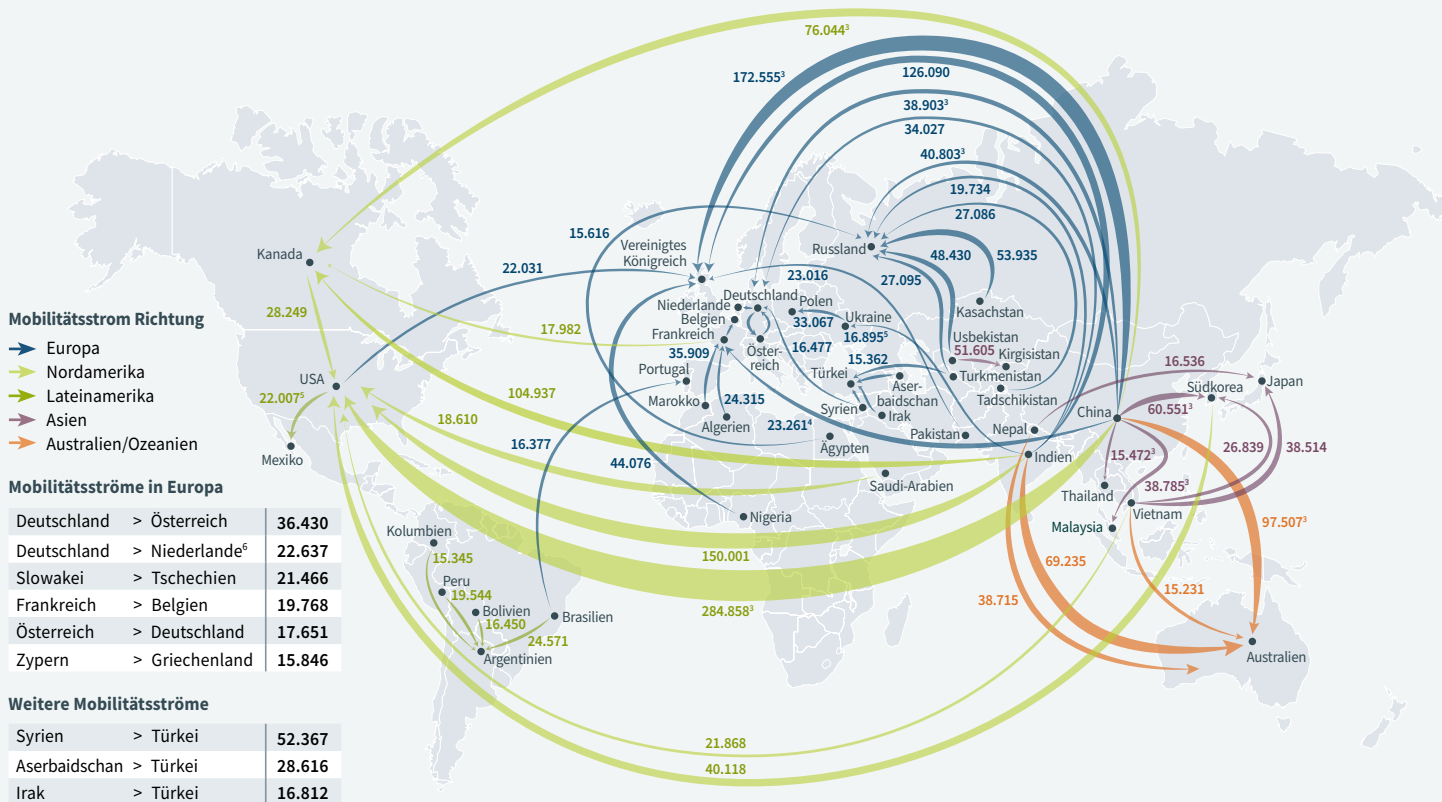 76.044³
172.555³
126.090
38.903³
34.027
40.803³
19.734
27.086
15.616
Vereinigtes
Königreich
Russland
Kanada
22.031
23.016
48.430
53.935
27.095
Deutschland
Polen
Niederlande
Belgien
Frankreich
33.067
Ukraine
16.895⁵
Kasachstan
28.249
17.982
Öster-
reich
16.477
Usbekistan
51.605
Kirgisistan
35.909
15.362
Turkmenistan
16.536
Portugal
Türkei
Aser-
baidschan
Tadschikistan
Südkorea
Japan
USA
22.007⁵
104.937
Marokko
24.315
Syrien
Irak
China
60.551³
18.610
Algerien
23.261⁴
Ägypten
Pakistan
Nepal
16.377
Mexiko
44.076
Indien
15.472³
26.839
38.514
Saudi-Arabien
38.785³
Thailand
Vietnam
Nigeria
Malaysia
97.507³
Kolumbien
15.345
150.001
69.235
Peru
19.544
Bolivien
16.450
284.858³
Brasilien
38.715
15.231
24.571
Argentinien
Australien
21.868
40.118
Mobilitätsstrom Richtung
Europa
Nordamerika
Lateinamerika
Asien
Australien/Ozeanien
Mobilitätsströme in Europa
Deutschland > Österreich 36.430
Deutschland > Niederlande⁶ 22.637
Slowakei > Tschechien 21.466
Frankreich > Belgien 19.768
Österreich > Deutschland 17.651
Zypern > Griechenland 15.846
Weitere Mobilitätsströme
Syrien > Türkei 52.367
Aserbaidschan > Türkei 28.616
Irak > Türkei 16.812